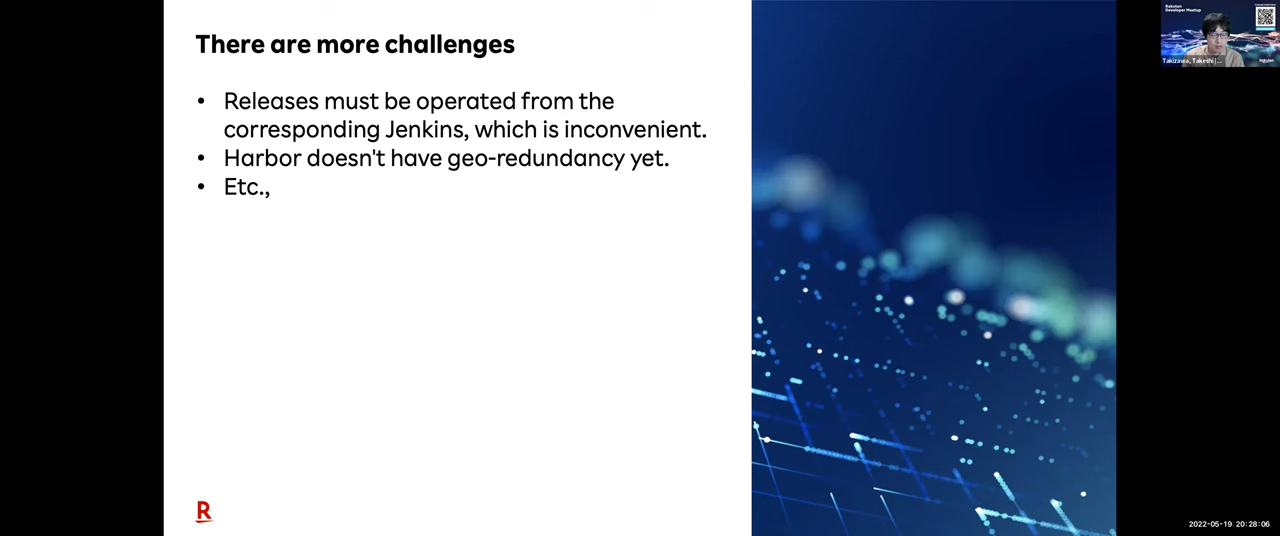 There are more challenges
• Releases must be operated from the
corresponding Jenkins, which is inconvenient.
• Harbor doesn't have geo-redundancy yet.
• Etc.,
R
Rakuten
Developer Meetup
Takizawa, Takeshi |...
Rakuten
2022-05-19 20:28:06